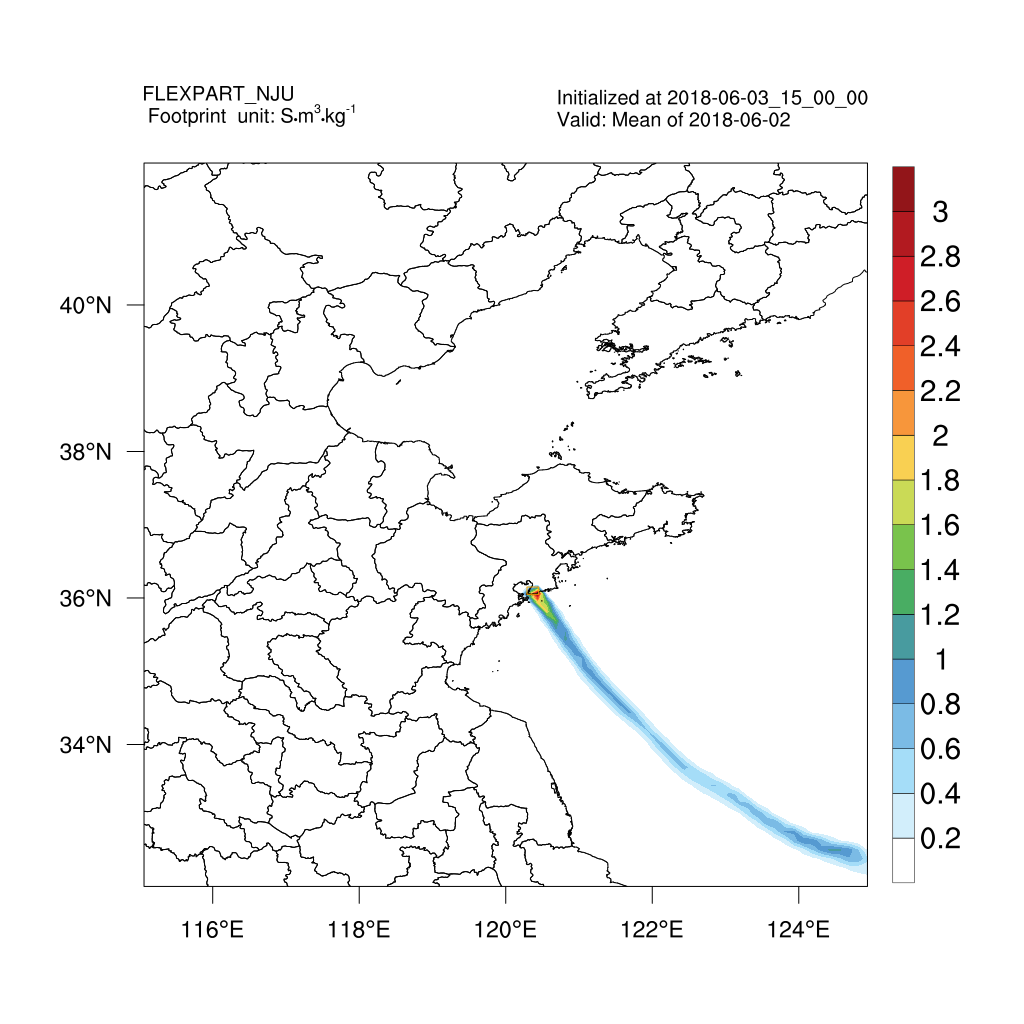 FLEXPART_NJU
Footprint unit: S•m³•kg⁻¹
Initialized at 2018-06-03_15_00_00
Valid: Mean of 2018-06-02
40°N
38°N
36°N
34°N
116°E
118°E
120°E
122°E
124°E
3
2.8
2.6
2.4
2.2
2
1.8
1.6
1.4
1.2
1
0.8
0.6
0.4
0.2